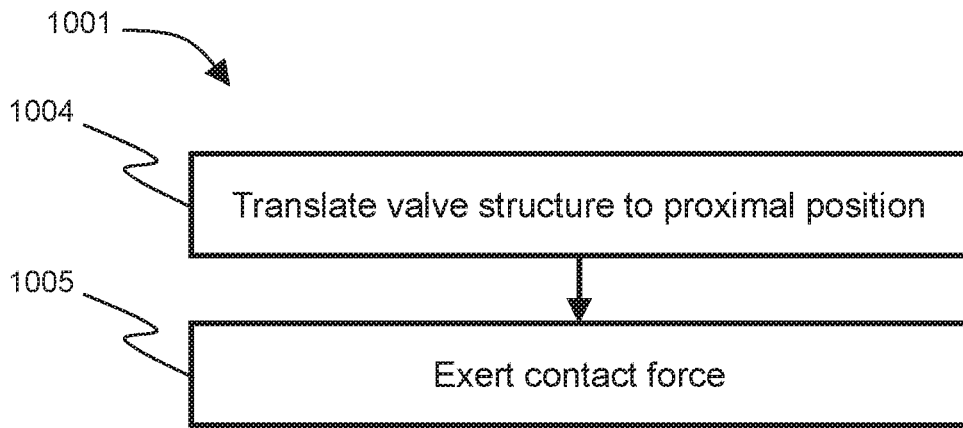 1001
1004
Translate valve structure to proximal position
1005
Exert contact force